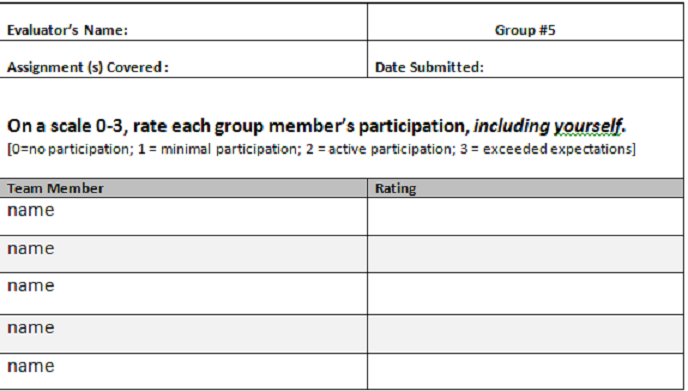 Evaluator's Name: Group #5
Assignment (s) Covered: Date Submitted:
On a scale 0-3, rate each group member's participation, including yourself.
[0=no participation; 1 = minimal participation; 2 = active participation; 3 = exceeded expectations]
Team Member Rating
name
name
name
name
name